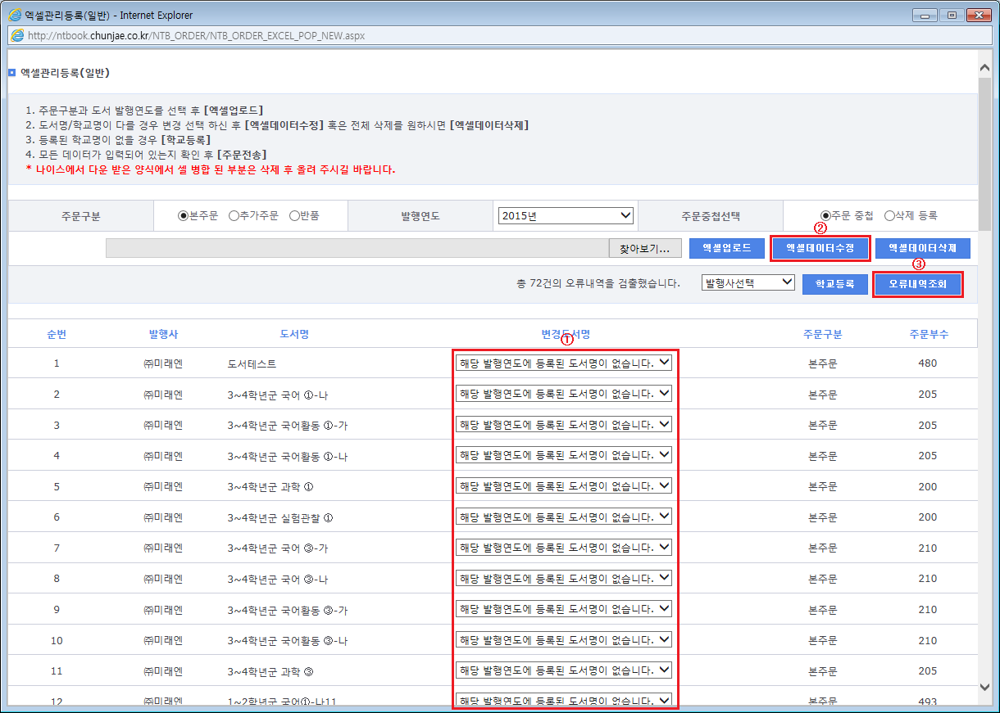 엑셀관리등록(일반) - Internet Explorer
http://ntbook.chunjae.co.kr/NTB_ORDER/NTB_ORDER_EXCEL_POP_NEW.aspx
엑셀관리등록(일반)
1. 주문구분과 도서 발행연도를 선택 후 [엑셀업로드]
2. 도서명/학교명이 다를 경우 변경 선택 하신 후 [엑셀데이터수정] 혹은 전체 삭제를 원하시면 [엑셀데이터삭제]
3. 등록된 학교명이 없을 경우 [학교등록]
4. 모든 데이터가 입력되어 있는지 확인 후 [주문전송]
* 나이스에서 다운 받은 양식에서 셀 병합 된 부분은 삭제 후 올려 주시길 바랍니다.
주문구분 본주문 추가주문 반품 발행연도 2015년 주문중첩선택 주문 중첩 삭제 등록
②
찾아보기... 엑셀업로드 엑셀데이터수정 엑셀데이터삭제
③
총 72건의 오류내역을 검출했습니다. 발행사선택 학교등록 오류내역조회
순번 발행사 도서명 변경도서명 주문구분 주문부수
①
1 ㈜미래엔 도서테스트 해당 발행연도에 등록된 도서명이 없습니다. 본주문 480
2 ㈜미래엔 3~4학년군 국어 ①-나 해당 발행연도에 등록된 도서명이 없습니다. 본주문 205
3 ㈜미래엔 3~4학년군 국어활동 ①-가 해당 발행연도에 등록된 도서명이 없습니다. 본주문 205
4 ㈜미래엔 3~4학년군 국어활동 ①-나 해당 발행연도에 등록된 도서명이 없습니다. 본주문 205
5 ㈜미래엔 3~4학년군 과학 ① 해당 발행연도에 등록된 도서명이 없습니다. 본주문 200
6 ㈜미래엔 3~4학년군 실험관찰 ① 해당 발행연도에 등록된 도서명이 없습니다. 본주문 200
7 ㈜미래엔 3~4학년군 국어 ③-가 해당 발행연도에 등록된 도서명이 없습니다. 본주문 210
8 ㈜미래엔 3~4학년군 국어 ③-나 해당 발행연도에 등록된 도서명이 없습니다. 본주문 210
9 ㈜미래엔 3~4학년군 국어활동 ③-가 해당 발행연도에 등록된 도서명이 없습니다. 본주문 210
10 ㈜미래엔 3~4학년군 국어활동 ③-나 해당 발행연도에 등록된 도서명이 없습니다. 본주문 210
11 ㈜미래엔 3~4학년군 과학 ③ 해당 발행연도에 등록된 도서명이 없습니다. 본주문 205
12 ㈜미래엔 1~2학년군 국어①-나11 해당 발행연도에 등록된 도서명이 없습니다. 본주문 493